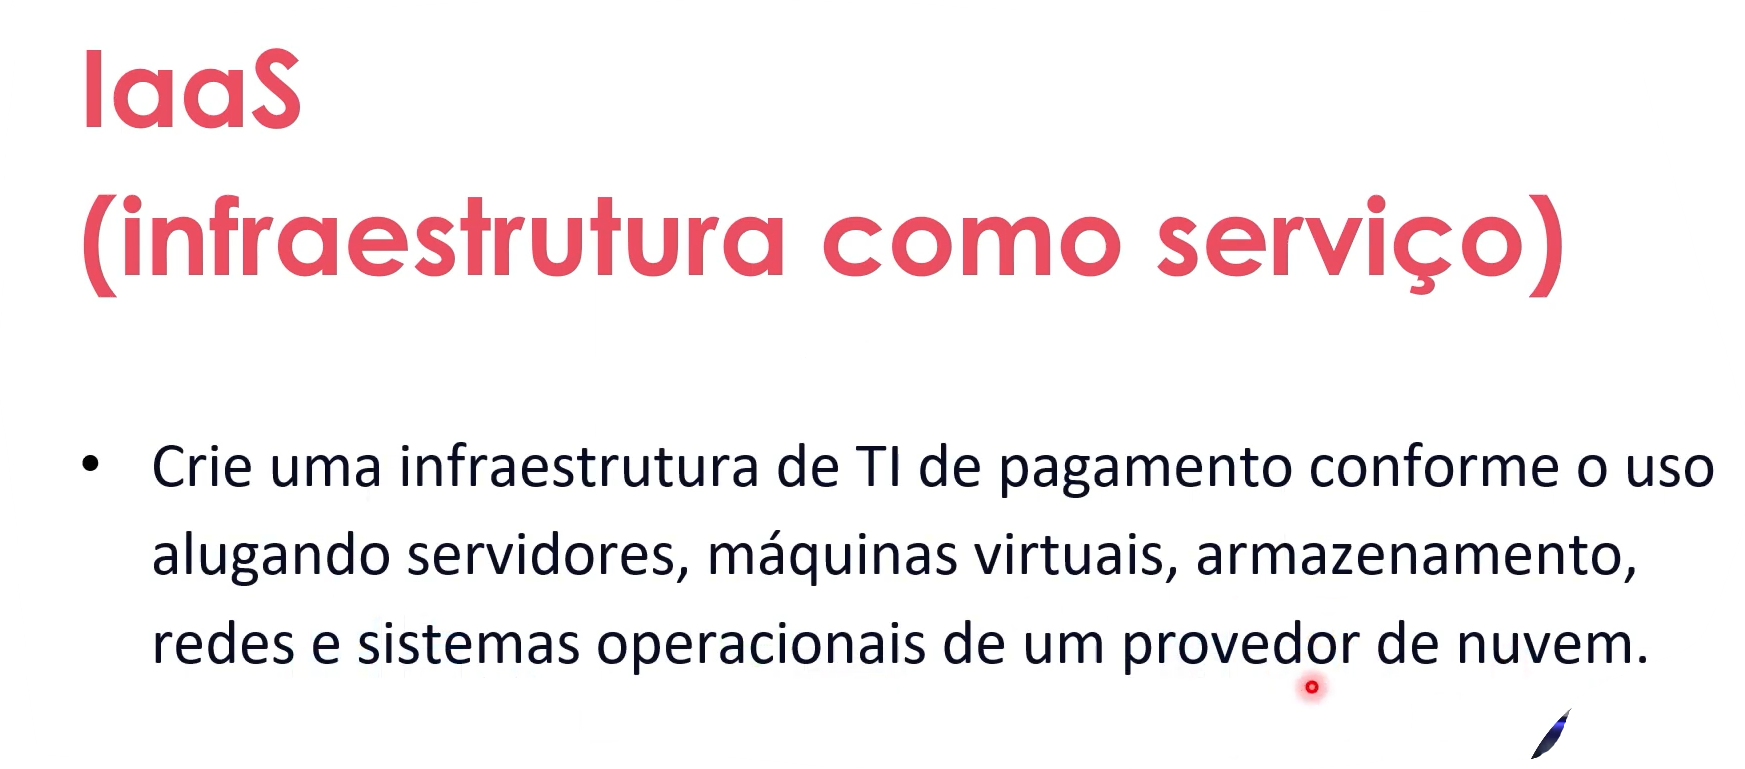 IaaS
(infraestrutura como serviço)
• Crie uma infraestrutura de TI de pagamento conforme o uso
alugando servidores, máquinas virtuais, armazenamento,
redes e sistemas operacionais de um provedor de nuvem.